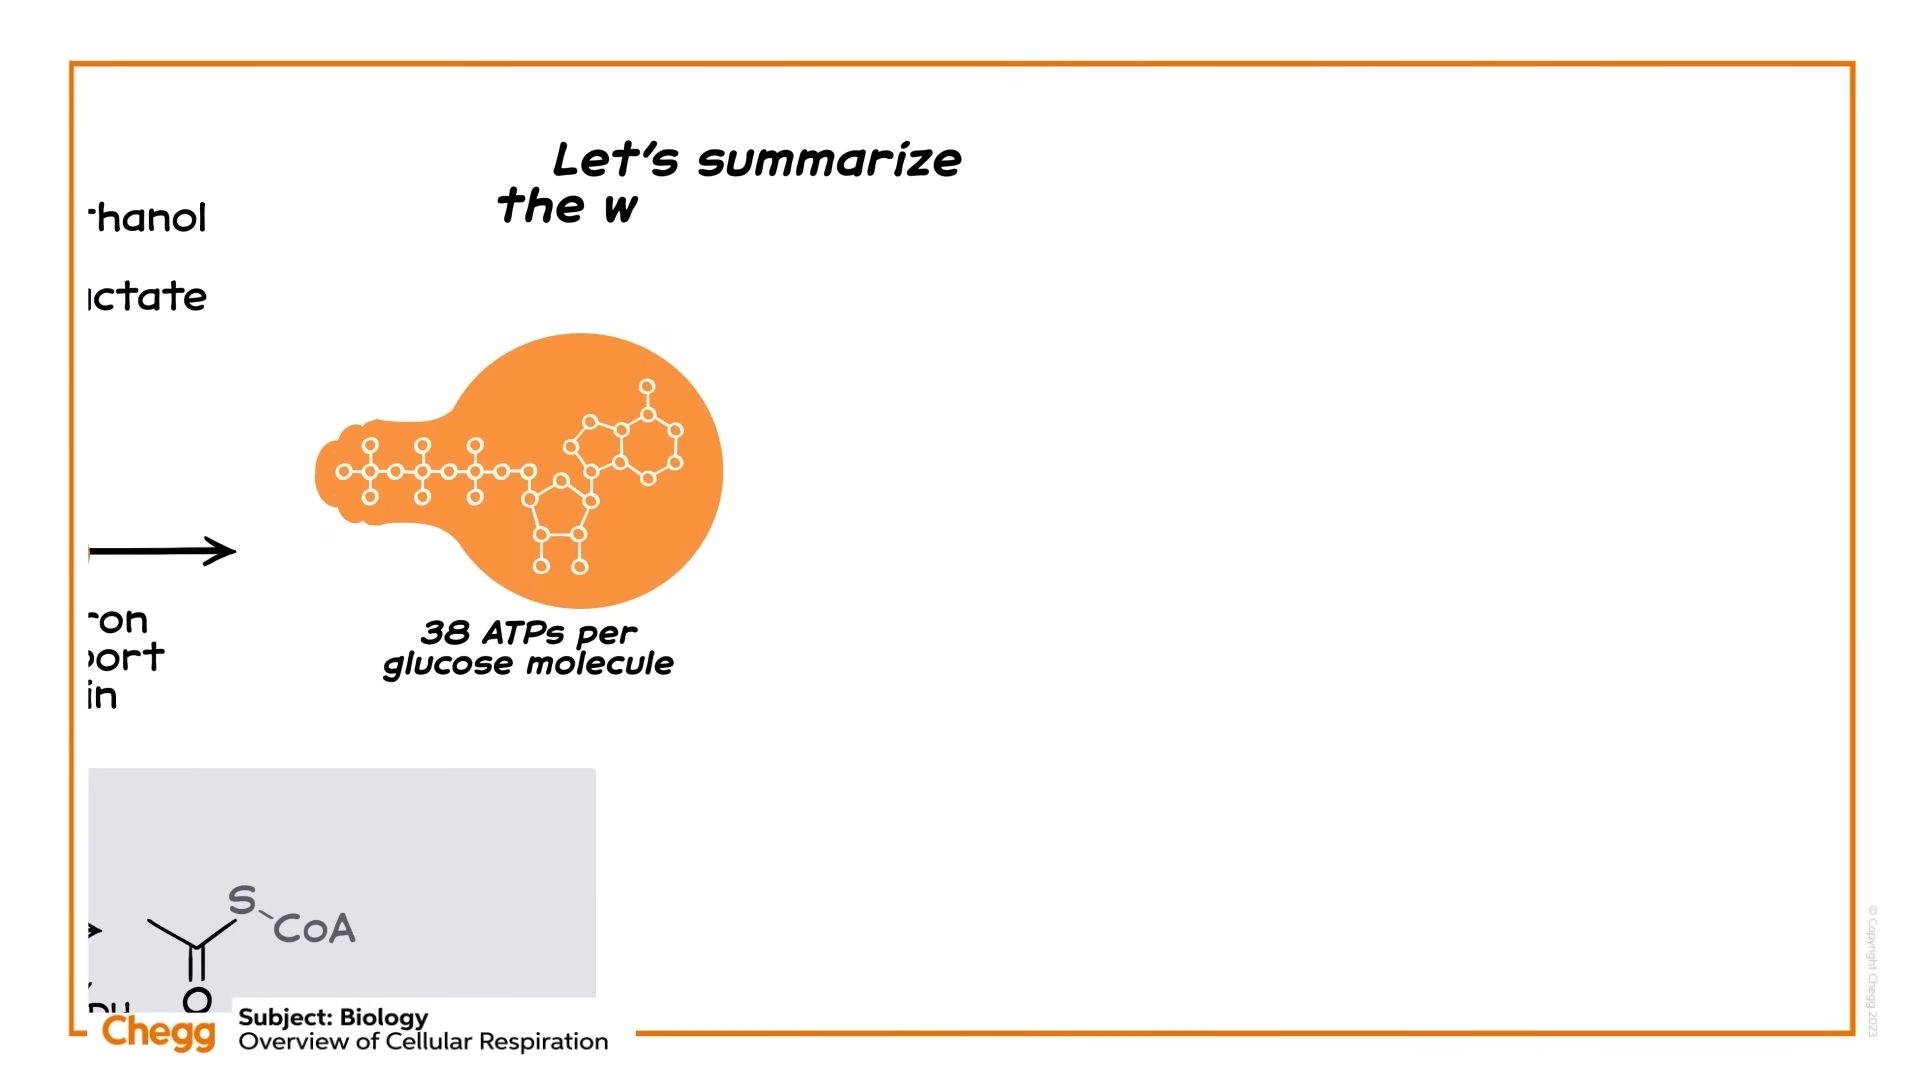 Let's summarize
the w
hanol
ctate
38 ATPs per
glucose molecule
ron
port
in
S
CoA
O
Chegg
Subject: Biology
Overview of Cellular Respiration
© Copyright Chegg 2023